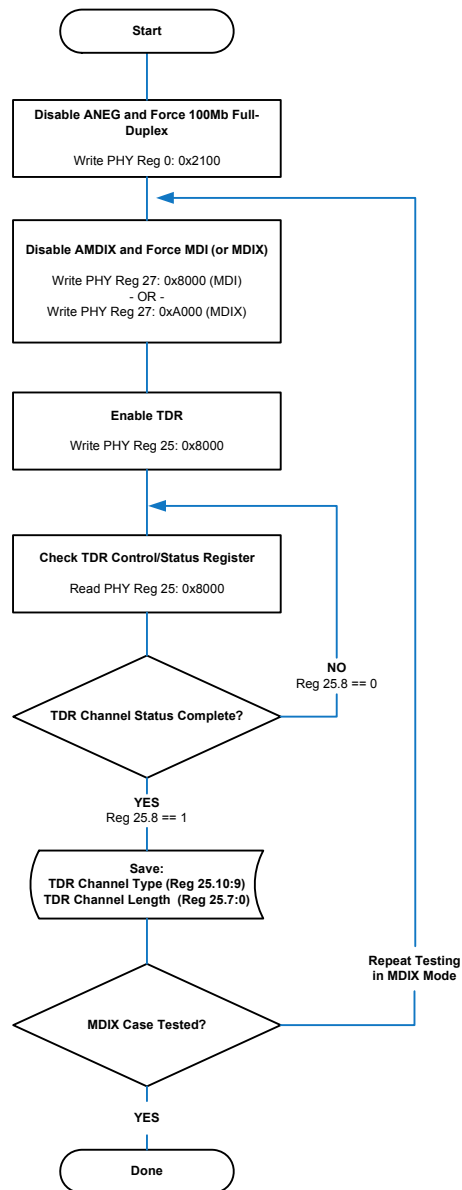 Start
Disable ANEG and Force 100Mb Full-
Duplex
Write PHY Reg 0: 0x2100
Disable AMDIX and Force MDI (or MDIX)
Write PHY Reg 27: 0x8000 (MDI)
- OR -
Write PHY Reg 27: 0xA000 (MDIX)
Enable TDR
Write PHY Reg 25: 0x8000
Check TDR Control/Status Register
Read PHY Reg 25: 0x8000
NO
Reg 25.8 == 0
TDR Channel Status Complete?
YES
Reg 25.8 == 1
Save:
TDR Channel Type (Reg 25.10:9)
TDR Channel Length (Reg 25.7:0)
Repeat Testing
in MDIX Mode
MDIX Case Tested?
YES
Done